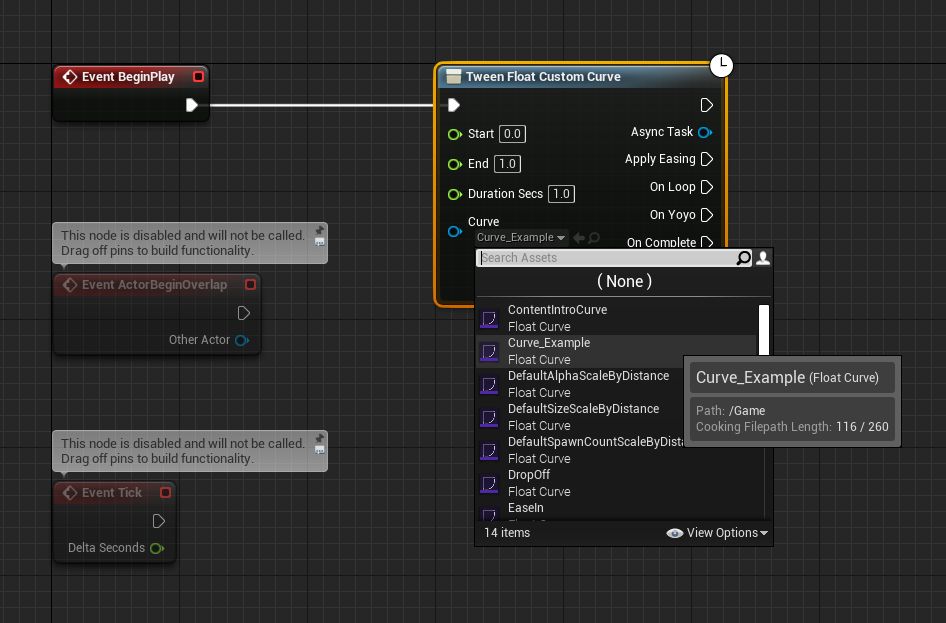 Event BeginPlay
Tween Float Custom Curve
Start 0.0
Async Task
End 1.0
Apply Easing
Duration Secs 1.0
On Loop
Curve
On Yoyo
Curve_Example
On Complete
This node is disabled and will not be called.
Drag off pins to build functionality.
Event ActorBeginOverlap
Other Actor
Search Assets
( None )
ContentIntroCurve
Float Curve
Curve_Example
Float Curve
DefaultAlphaScaleByDistance
Float Curve
DefaultSizeScaleByDistance
Float Curve
DefaultSpawnCountScaleByDista
Float Curve
DropOff
Float Curve
EaseIn
14 items
View Options
Curve_Example (Float Curve)
Path: /Game
Cooking Filepath Length: 116 / 260
This node is disabled and will not be called.
Drag off pins to build functionality.
Event Tick
Delta Seconds